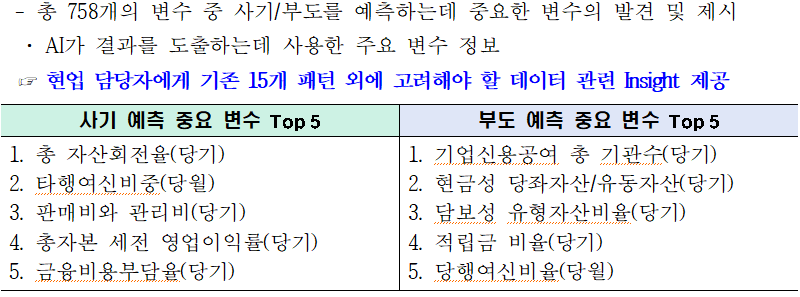 - 총 758개의 변수 중 사기/부도를 예측하는데 중요한 변수의 발견 및 제시
· AI가 결과를 도출하는데 사용한 주요 변수 정보
☞ 현업 담당자에게 기존 15개 패턴 외에 고려해야 할 데이터 관련 Insight 제공
사기 예측 중요 변수 Top 5
1. 총 자산회전율(당기)
2. 타행여신비중(당월)
3. 판매비와 관리비(당기)
4. 총자본 세전 영업이익률(당기)
5. 금융비용부담율(당기)
부도 예측 중요 변수 Top 5
1. 기업신용공여 총 기관수(당기)
2. 현금성 당좌자산/유동자산(당기)
3. 담보성 유형자산비율(당기)
4. 적립금 비율(당기)
5. 당행여신비율(당월)